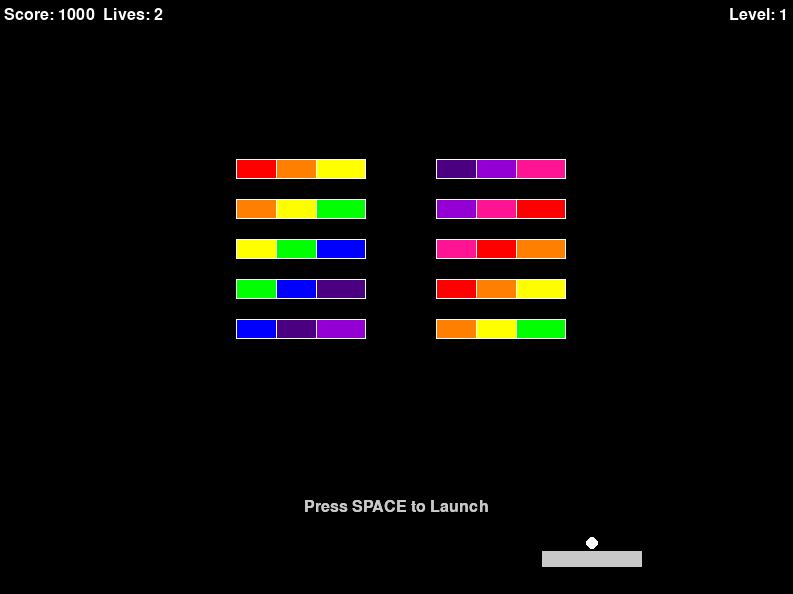 Score: 1000  Lives: 2
Level: 1
Press SPACE to Launch